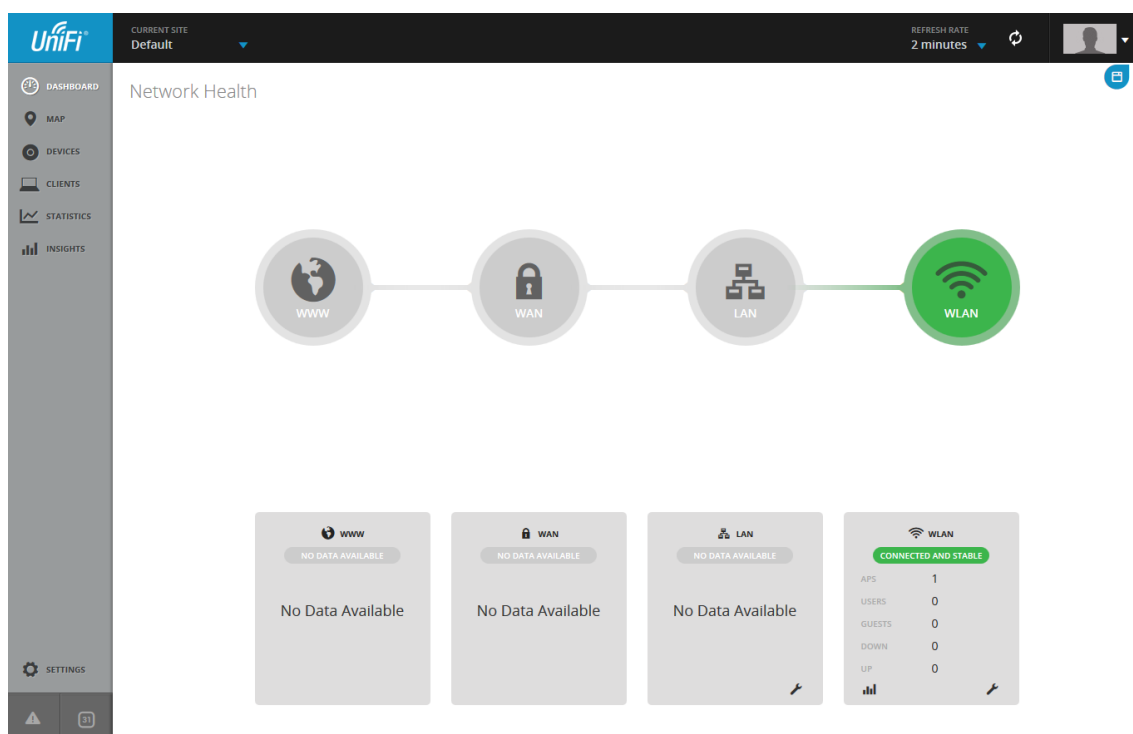 UniFi
CURRENT SITE
Default
REFRESH RATE
2 minutes
DASHBOARD
MAP
DEVICES
CLIENTS
STATISTICS
INSIGHTS
SETTINGS
31
Network Health
WWW
WAN
LAN
WLAN
WWW
NO DATA AVAILABLE
No Data Available
WAN
NO DATA AVAILABLE
No Data Available
LAN
NO DATA AVAILABLE
No Data Available
WLAN
CONNECTED AND STABLE
APS 1
USERS 0
GUESTS 0
DOWN 0
UP 0